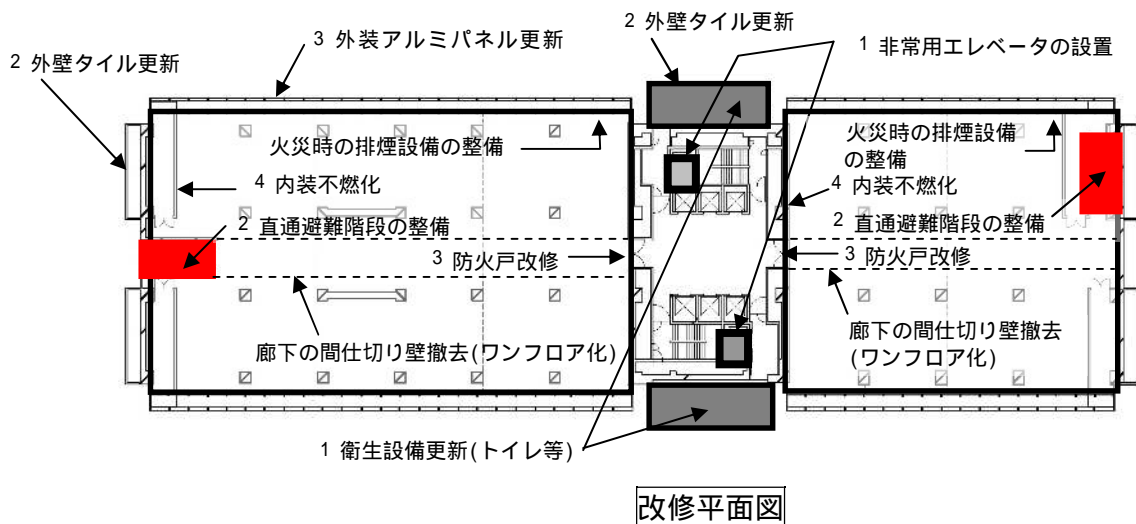 2 外壁タイル更新
3 外装アルミパネル更新
2 外壁タイル更新
1 非常用エレベータの設置
火災時の排煙設備の整備
4 内装不燃化
2 直通避難階段の整備
3 防火戸改修
廊下の間仕切り壁撤去(ワンフロア化)
火災時の排煙設備
の整備
4 内装不燃化
2 直通避難階段の整備
3 防火戸改修
廊下の間仕切り壁撤去
(ワンフロア化)
1 衛生設備更新(トイレ等)
改修平面図